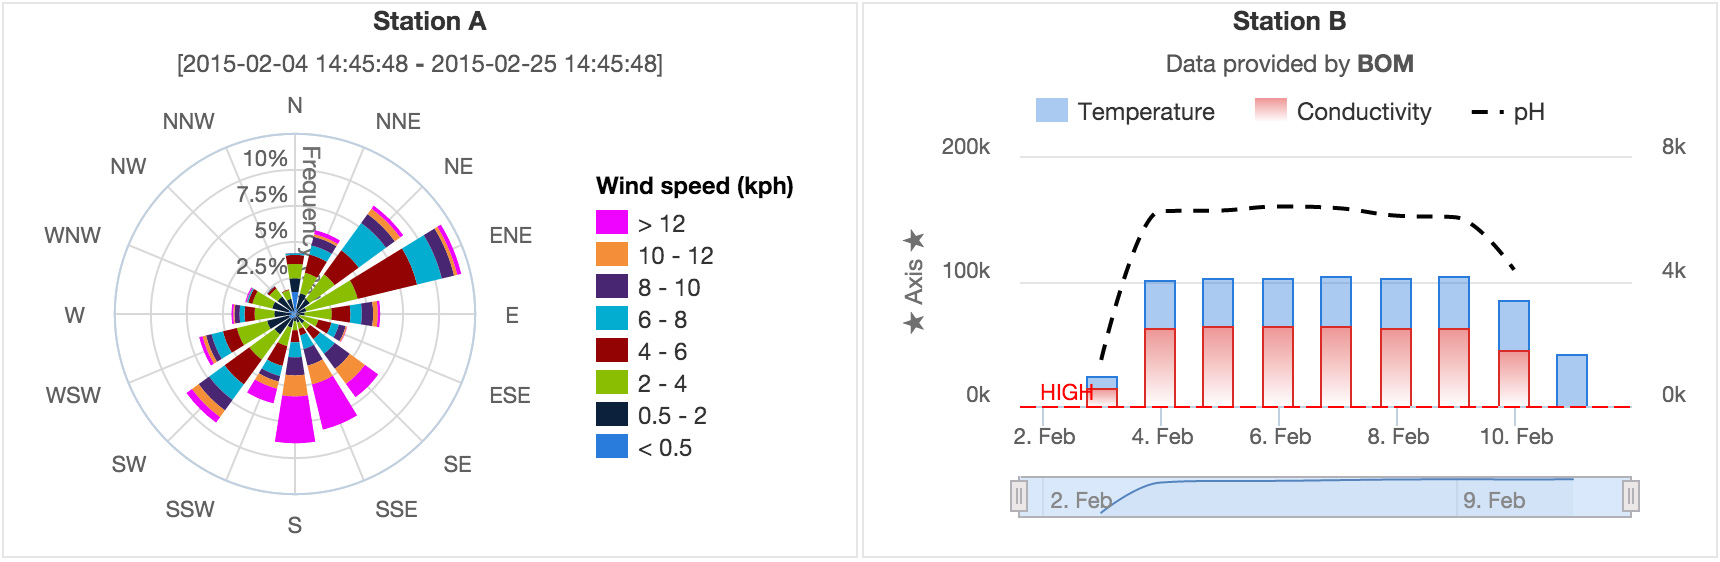 Station A
[2015-02-04 14:45:48 - 2015-02-25 14:45:48]
N
NNE
NE
ENE
E
ESE
SE
SSE
S
SSW
SW
WSW
W
WNW
NW
NNW
10%
7.5%
5%
2.5%
Frequency
Wind speed (kph)
> 12
10 - 12
8 - 10
6 - 8
4 - 6
2 - 4
0.5 - 2
< 0.5
Station B
Data provided by BOM
Temperature
Conductivity
pH
200k
100k
0k
★ Axis ★
8k
4k
0k
HIGH
2. Feb
4. Feb
6. Feb
8. Feb
10. Feb
2. Feb
9. Feb